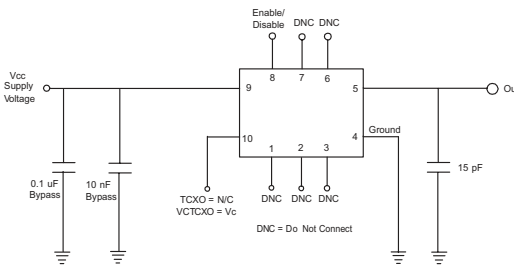 Enable/
Disable
DNC DNC
Vcc
Supply
Voltage
8 7 6
9 5
10 4
Ground
1 2 3
0.1 uF
Bypass
10 nF
Bypass
15 pF
TCXO = N/C
VCTCXO = Vc
DNC DNC DNC
DNC = Do Not Connect